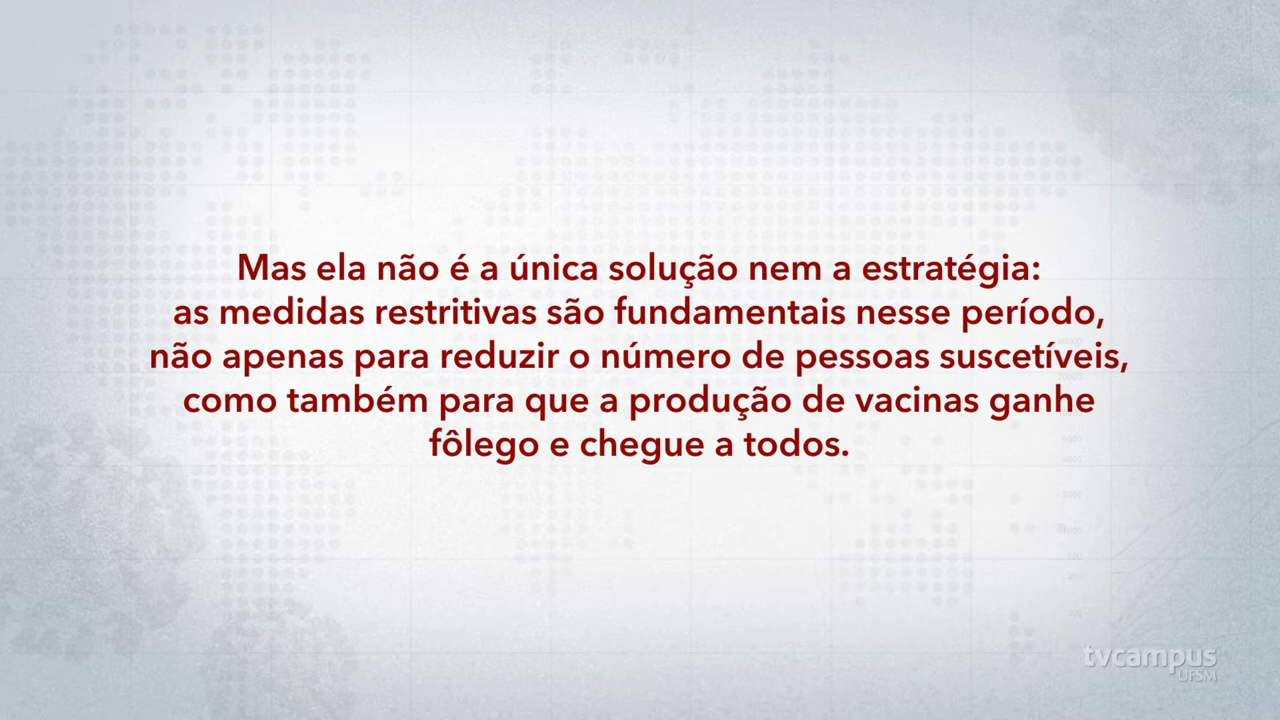 Mas ela não é a única solução nem a estratégia:
as medidas restritivas são fundamentais nesse período,
não apenas para reduzir o número de pessoas suscetíveis,
como também para que a produção de vacinas ganhe
fôlego e chegue a todos.
tvcampus
UFSM